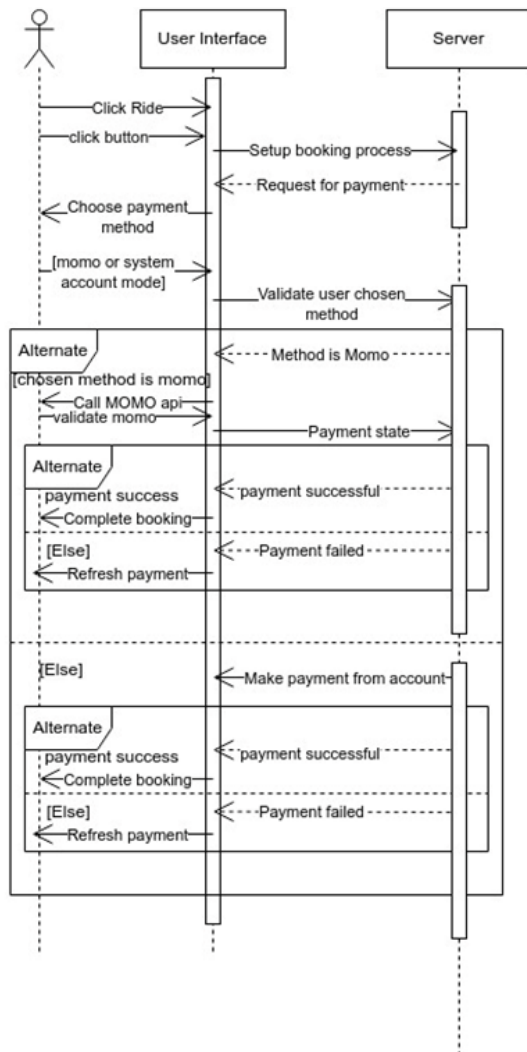 User Interface
Server
Click Ride
click button
Setup booking process
Request for payment
Choose payment
method
[momo or system
account mode]
Validate user chosen
method
Alternate
Method is Momo
[chosen method is momo]
Call MOMO api
validate momo
Payment state
Alternate
payment success
payment successful
Complete booking
[Else]
Payment failed
Refresh payment
[Else]
Make payment from account
Alternate
payment success
payment successful
Complete booking
[Else]
Payment failed
Refresh payment